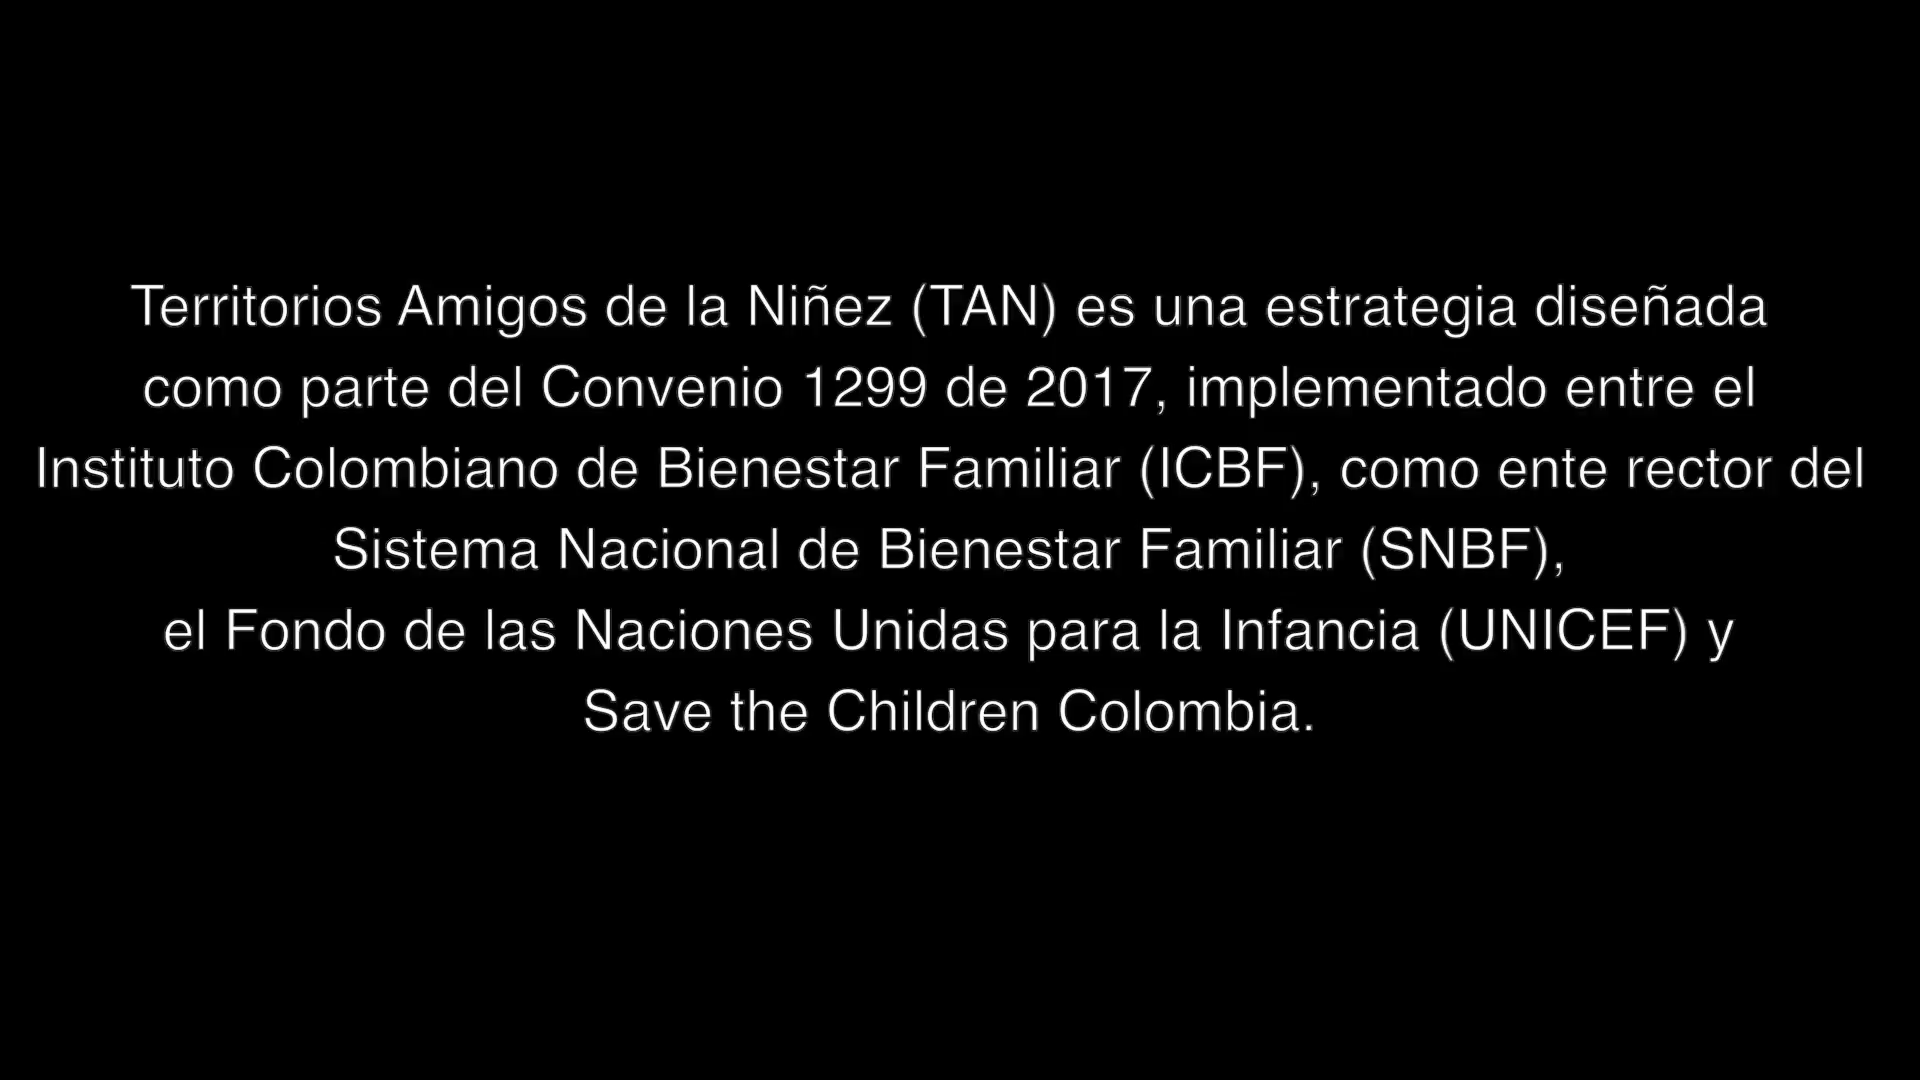 Territorios Amigos de la Niñez (TAN) es una estrategia diseñada
como parte del Convenio 1299 de 2017, implementado entre el
Instituto Colombiano de Bienestar Familiar (ICBF), como ente rector del
Sistema Nacional de Bienestar Familiar (SNBF),
el Fondo de las Naciones Unidas para la Infancia (UNICEF) y
Save the Children Colombia.